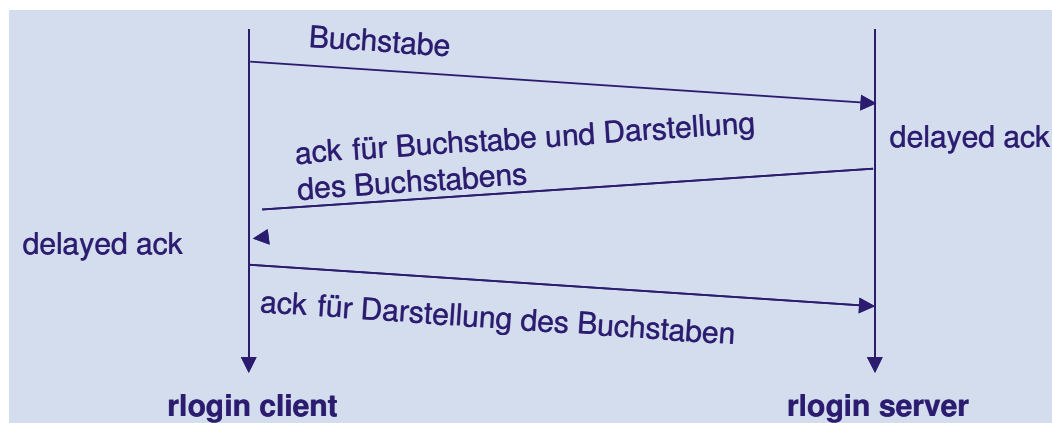 Buchstabe
ack für Buchstabe und Darstellung
des Buchstabens
delayed ack
delayed ack
ack für Darstellung des Buchstaben
rlogin client
rlogin server